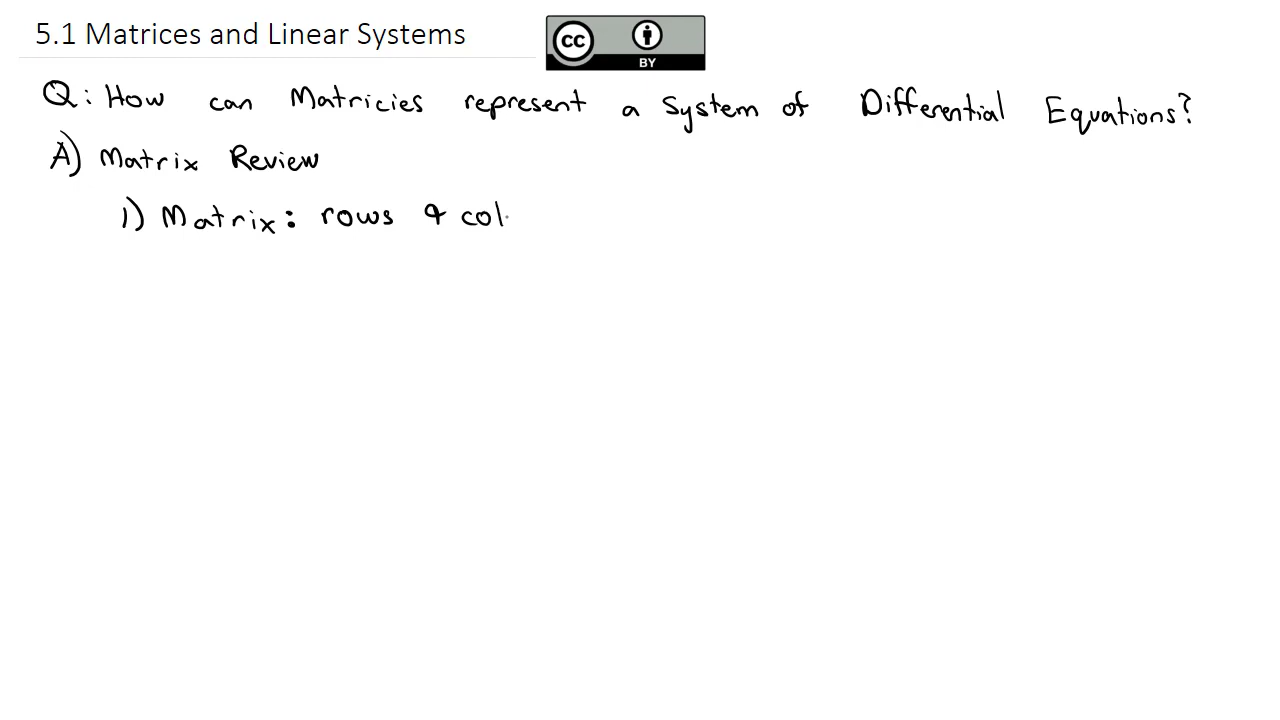 5.1 Matrices and Linear Systems
CC
BY
Q: How can Matricies represent a System of Differential Equations?
A) Matrix Review
1) Matrix: rows & col